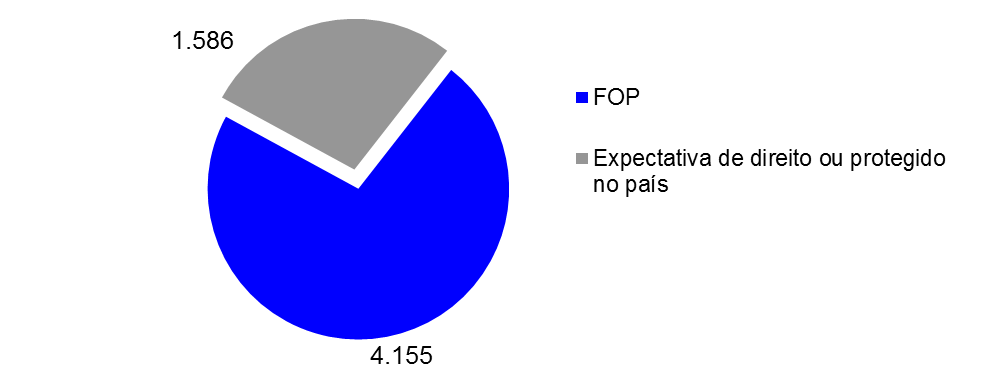 1.586
FOP
Expectativa de direito ou protegido
no país
4.155